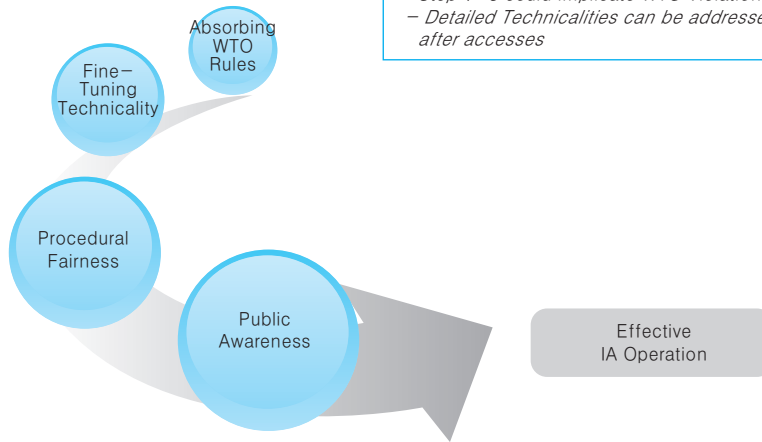 – Detailed Technicalities can be addresse
after accesses
Absorbing
WTO
Rules
Fine–
Tuning
Technicality
Procedural
Fairness
Public
Awareness
Effective
IA Operation